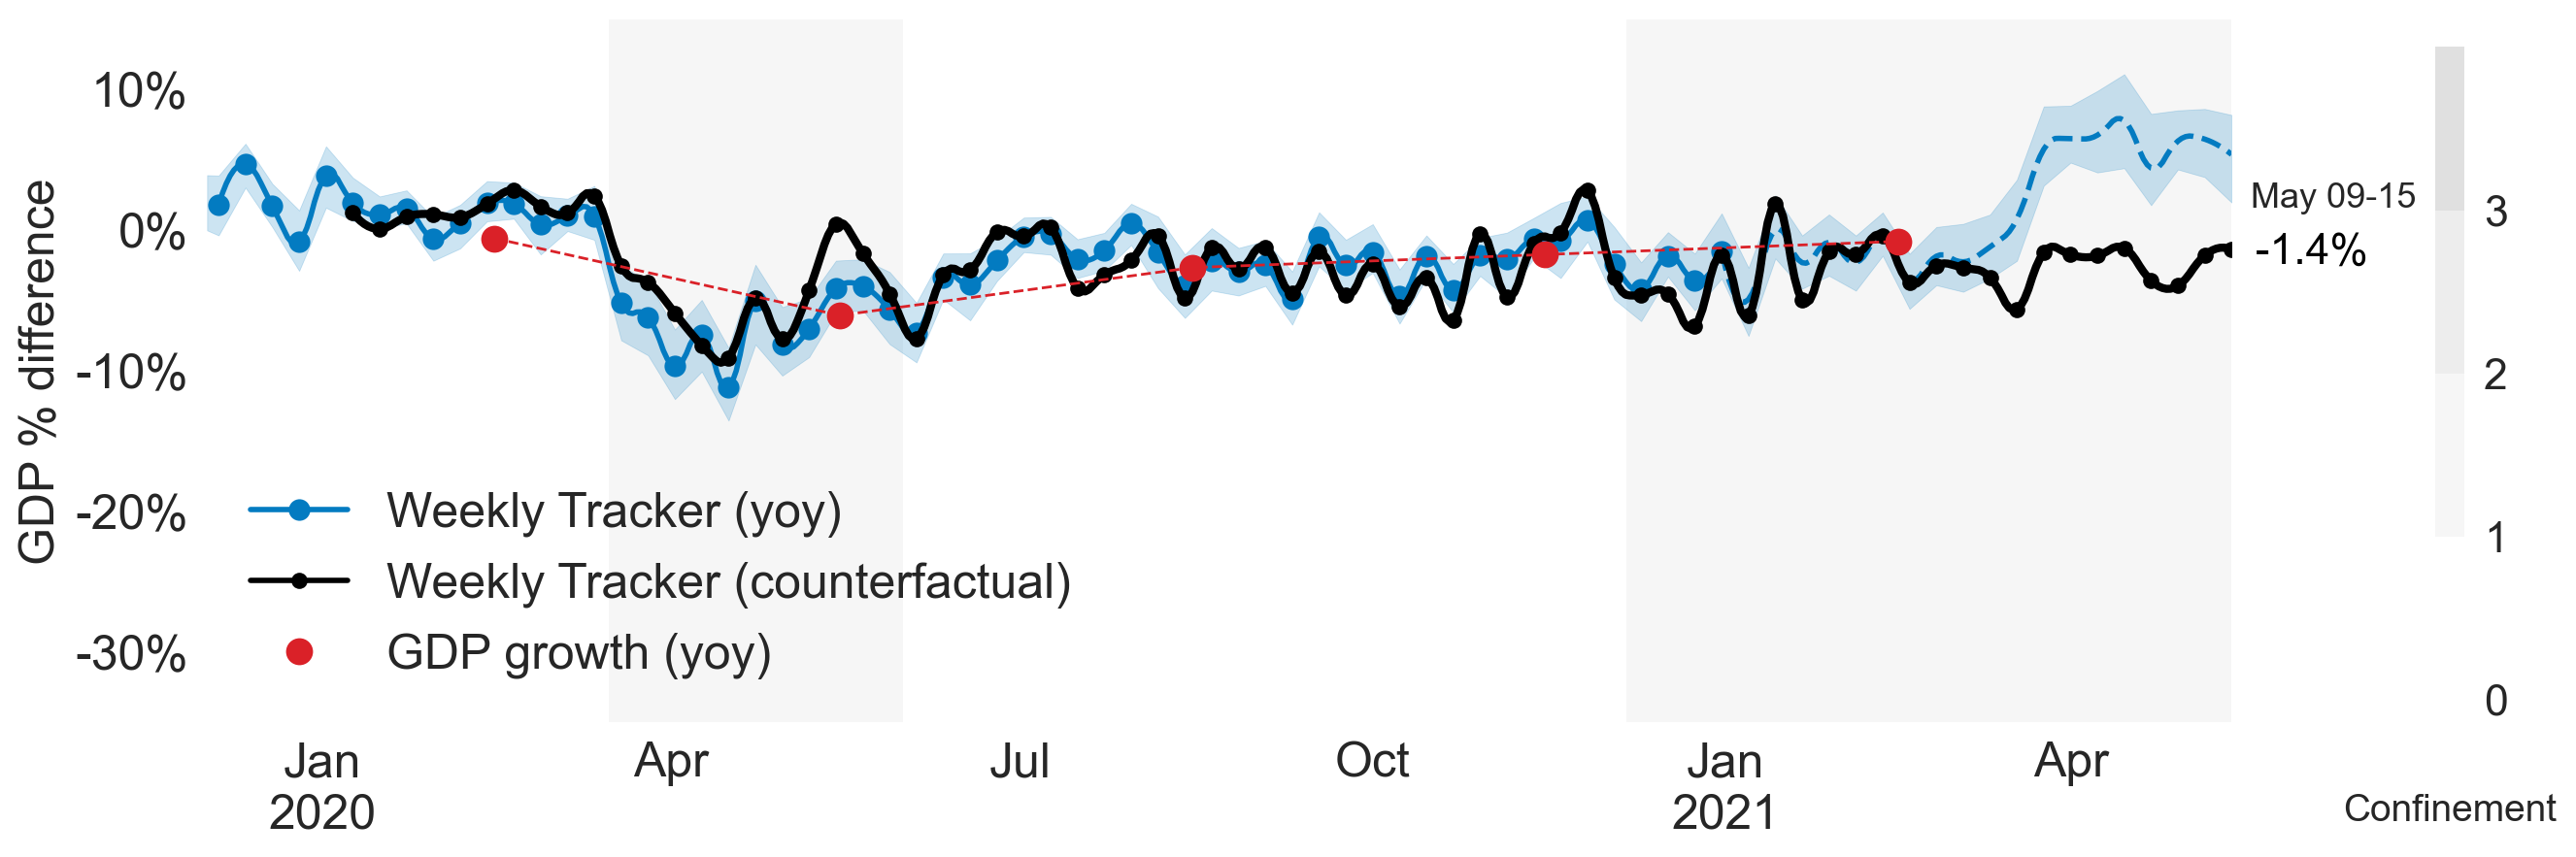 GDP % difference
10%
0%
-10%
-20%
-30%
Weekly Tracker (yoy)
Weekly Tracker (counterfactual)
GDP growth (yoy)
Jan
2020
Apr
Jul
Oct
Jan
2021
Apr
May 09-15
-1.4%
3
2
1
0
Confinement